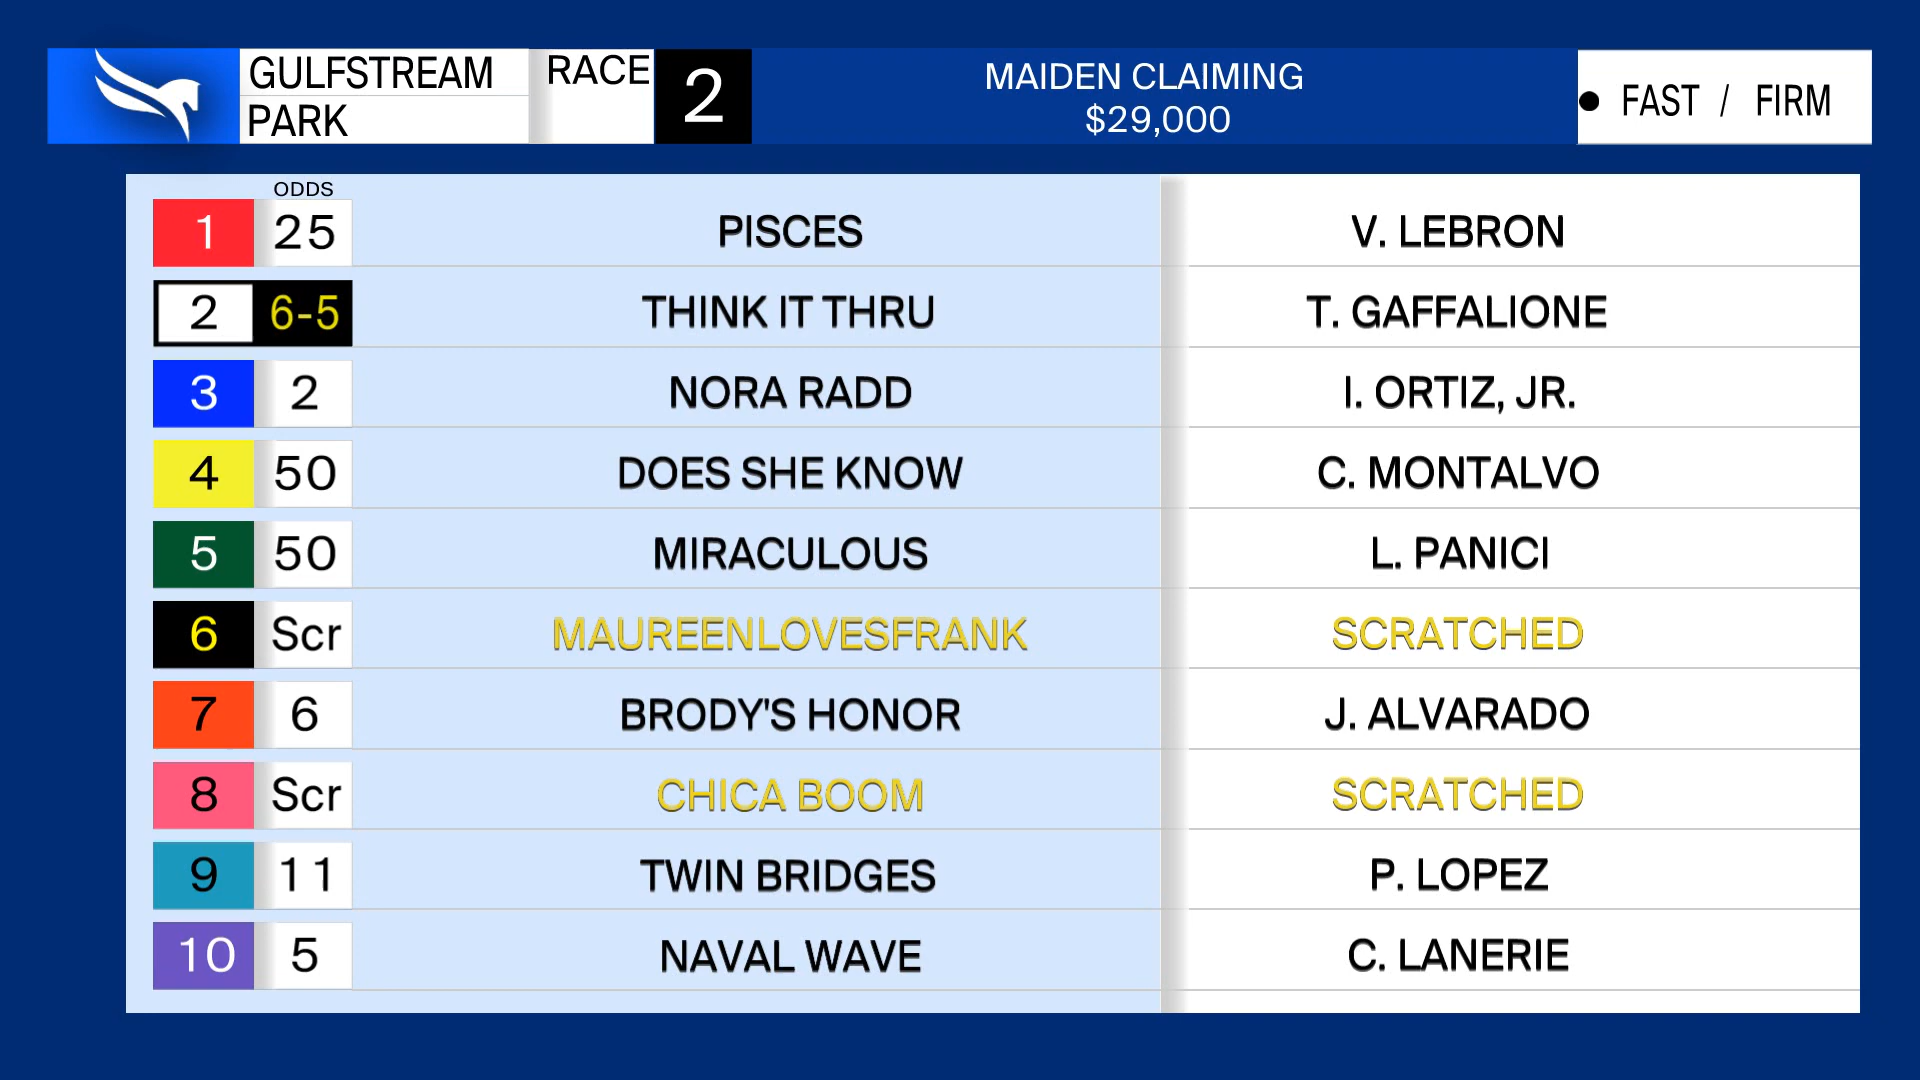 GULFSTREAM
PARK
RACE
2
MAIDEN CLAIMING
$29,000
● FAST / FIRM
ODDS
1 25 PISCES V. LEBRON
2 6-5 THINK IT THRU T. GAFFALIONE
3 2 NORA RADD I. ORTIZ, JR.
4 50 DOES SHE KNOW C. MONTALVO
5 50 MIRACULOUS L. PANICI
6 Scr MAUREENLOVESFRANK SCRATCHED
7 6 BRODY'S HONOR J. ALVARADO
8 Scr CHICA BOOM SCRATCHED
9 11 TWIN BRIDGES P. LOPEZ
10 5 NAVAL WAVE C. LANERIE